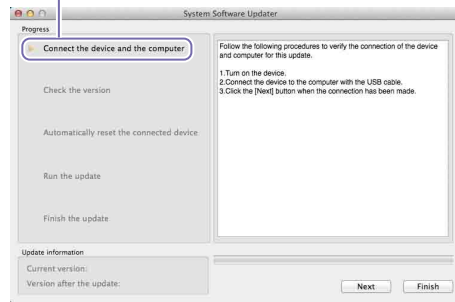 System Software Updater
Progress
Connect the device and the computer
Check the version
Automatically reset the connected device
Run the update
Finish the update
Follow the following procedures to verify the connection of the device
and computer for this update.
1.Turn on the device.
2.Connect the device to the computer with the USB cable.
3.Click the [Next] button when the connection has been made.
Update information
Current version:
Version after the update:
Next
Finish